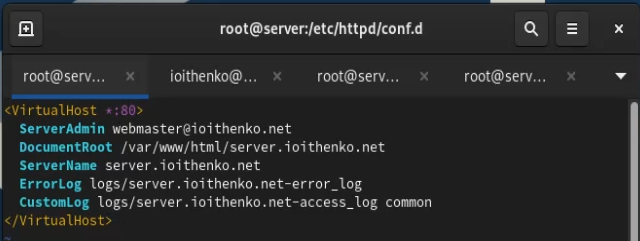 root@server:/etc/httpd/conf.d
root@serv... ioithenko@... root@serv... root@serv...
<VirtualHost *:80>
ServerAdmin webmaster@ioithenko.net
DocumentRoot /var/www/html/server.ioithenko.net
ServerName server.ioithenko.net
ErrorLog logs/server.ioithenko.net-error_log
CustomLog logs/server.ioithenko.net-access_log common
</VirtualHost>
~